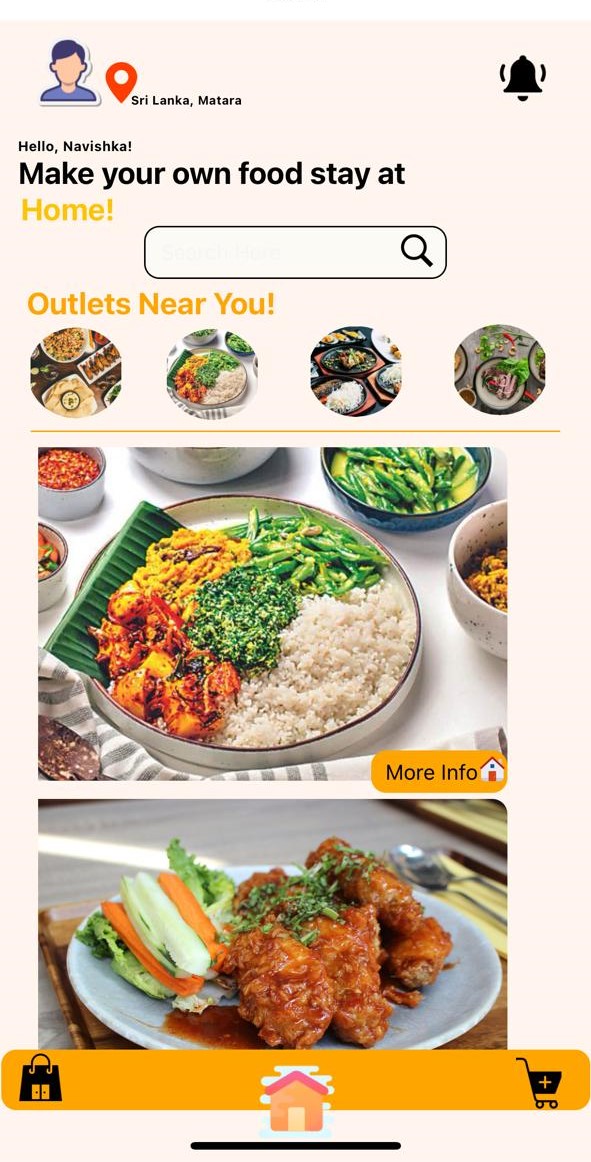 Sri Lanka, Matara
Hello, Navishka!
Make your own food stay at
Home!
Search Here
Outlets Near You!
More Info